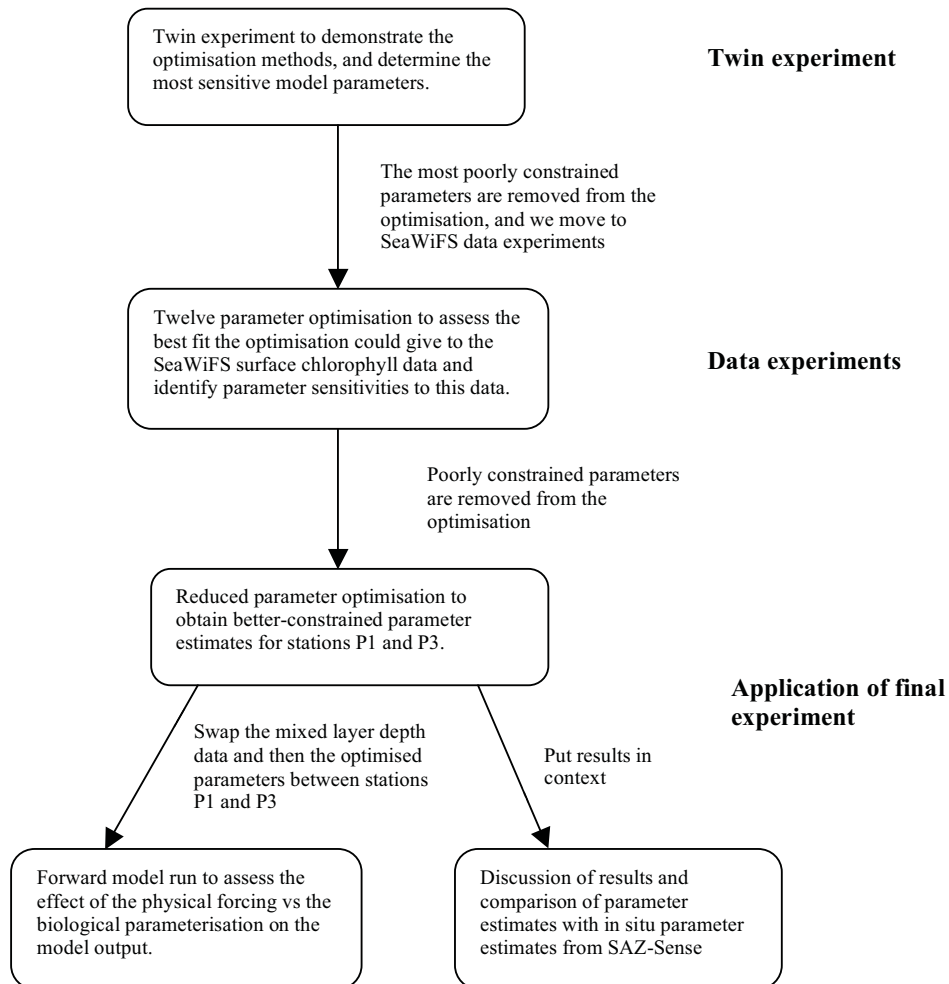 Twin experiment to demonstrate the
optimisation methods, and determine the
most sensitive model parameters.
Twin experiment
The most poorly constrained
parameters are removed from the
optimisation, and we move to
SeaWiFS data experiments
Twelve parameter optimisation to assess the
best fit the optimisation could give to the
SeaWiFS surface chlorophyll data and
identify parameter sensitivities to this data.
Data experiments
Poorly constrained parameters
are removed from the
optimisation
Reduced parameter optimisation to
obtain better-constrained parameter
estimates for stations P1 and P3.
Application of final
experiment
Swap the mixed layer depth
data and then the optimised
parameters between stations
P1 and P3
Put results in
context
Forward model run to assess the
effect of the physical forcing vs the
biological parameterisation on the
model output.
Discussion of results and
comparison of parameter
estimates with in situ parameter
estimates from SAZ-Sense